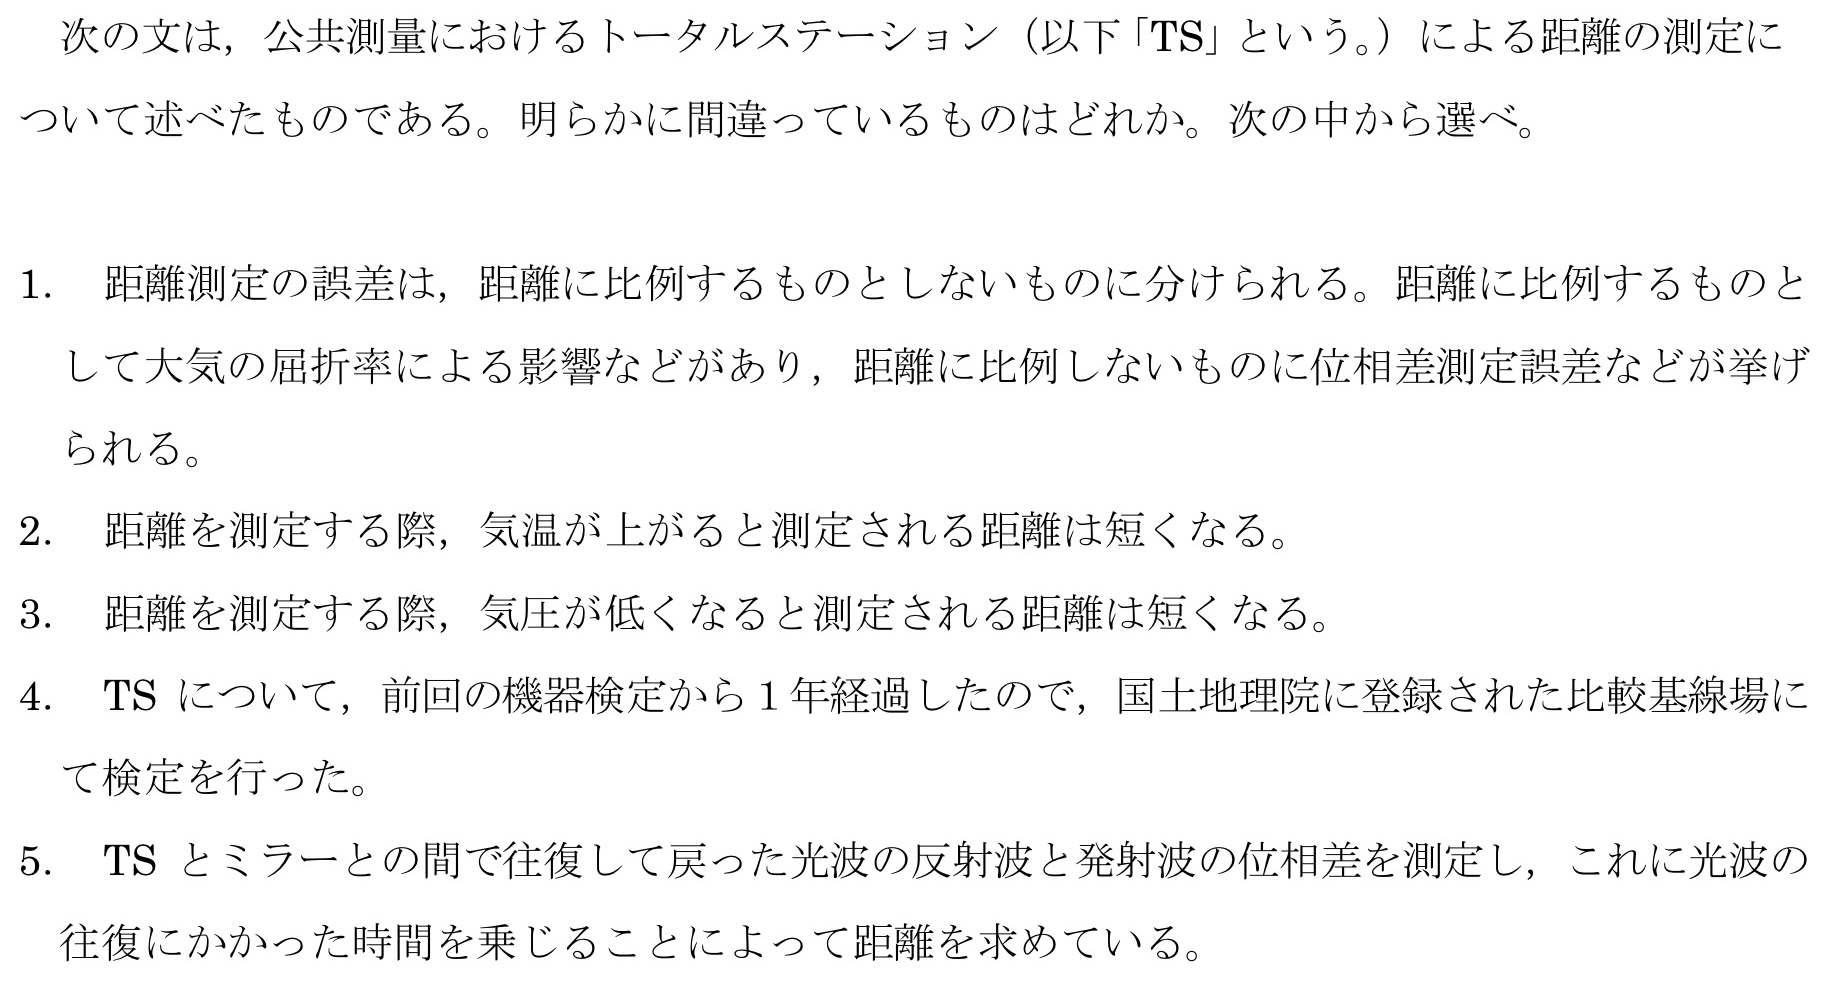 次の文は，公共測量におけるトータルステーション（以下「TS」という。）による距離の測定に
ついて述べたものである。明らかに間違っているものはどれか。次の中から選べ。
1.　距離測定の誤差は，距離に比例するものとしないものに分けられる。距離に比例するものと
して大気の屈折率による影響などがあり，距離に比例しないものに位相差測定誤差などが挙げ
られる。
2.　距離を測定する際，気温が上がると測定される距離は短くなる。
3.　距離を測定する際，気圧が低くなると測定される距離は短くなる。
4.　TS について，前回の機器検定から 1 年経過したので，国土地理院に登録された比較基線場に
て検定を行った。
5.　TS とミラーとの間で往復して戻った光波の反射波と発射波の位相差を測定し，これに光波の
往復にかかった時間を乗じることによって距離を求めている。